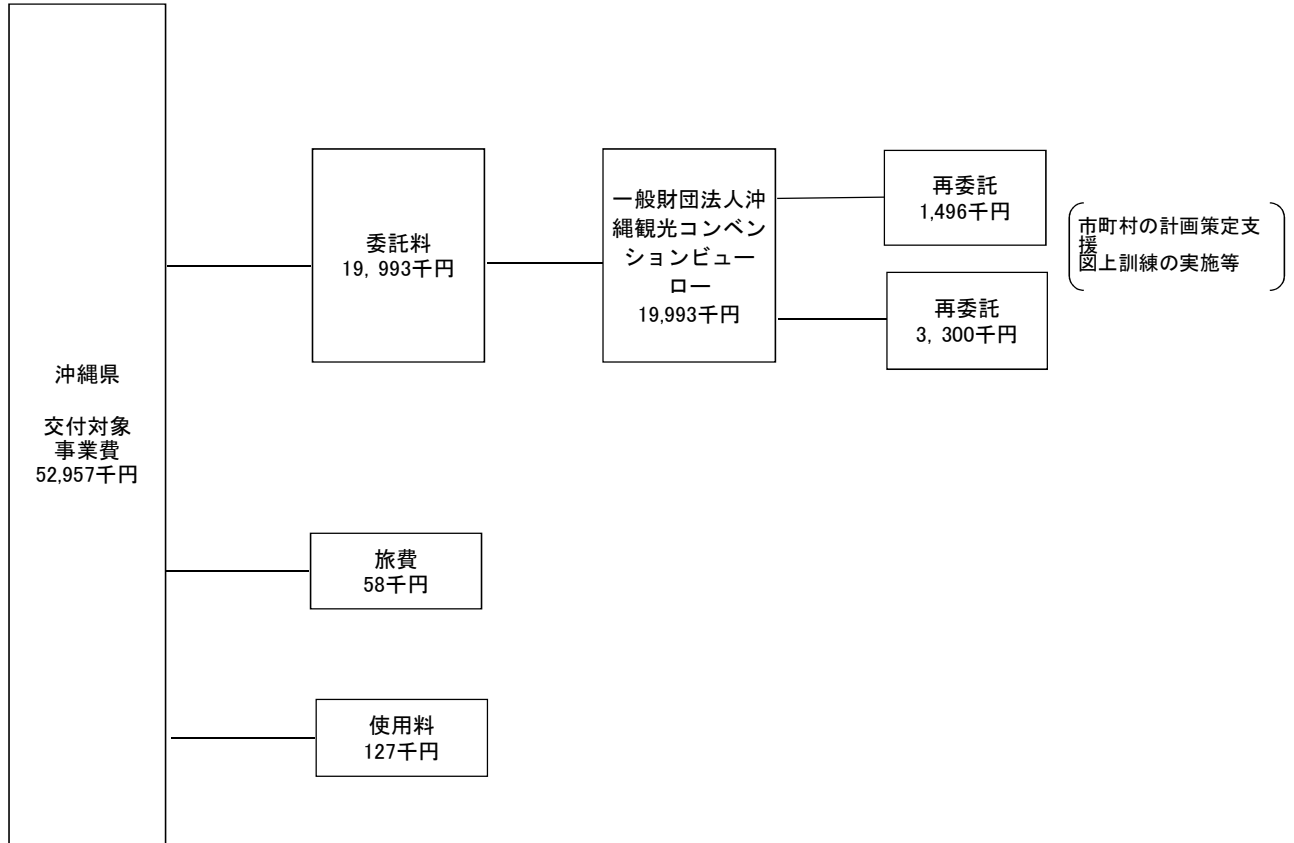 沖縄県
交付対象
事業費
52,957千円
委託料
19, 993千円
一般財団法人沖
縄観光コンベン
ションビュー
ロー
19,993千円
再委託
1,496千円
再委託
3, 300千円
市町村の計画策定支
援
図上訓練の実施等
旅費
58千円
使用料
127千円